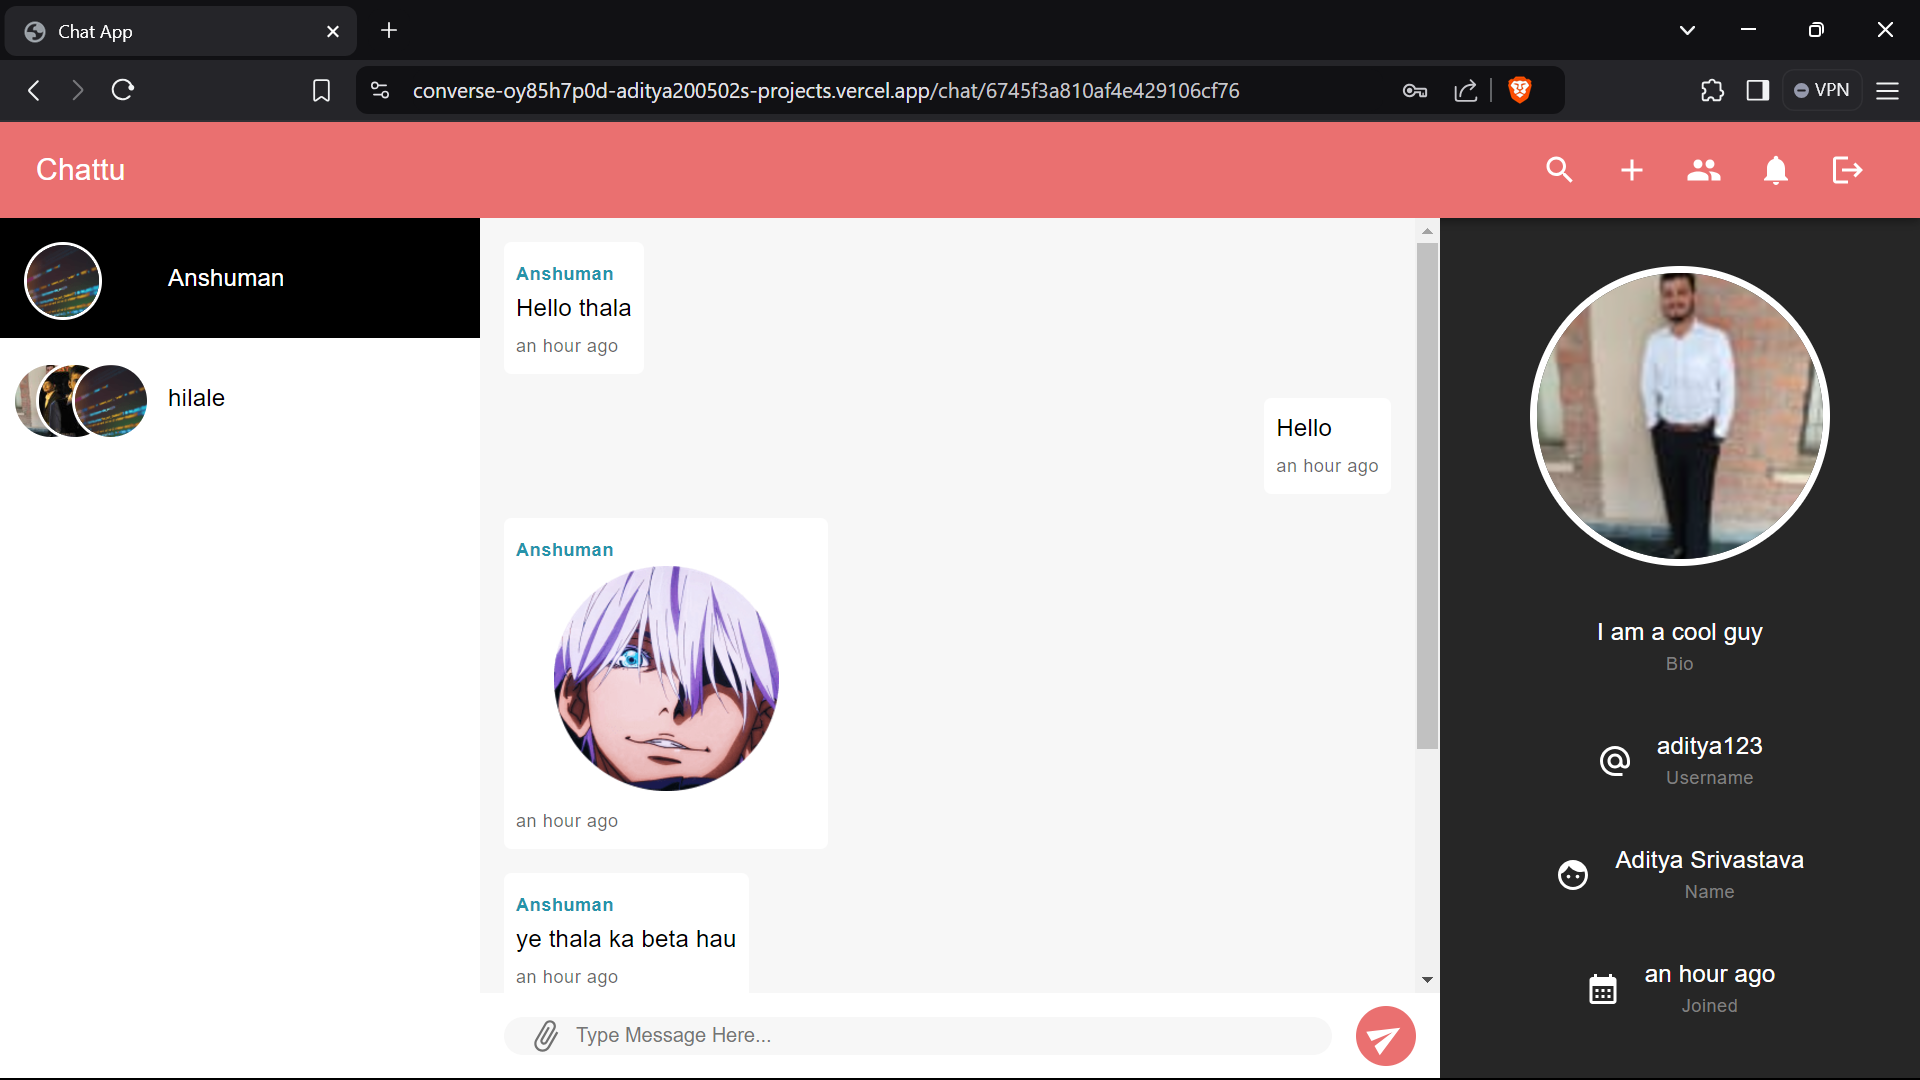 Chat App
converse-oy85h7p0d-aditya200502s-projects.vercel.app/chat/6745f3a810af4e429106cf76
VPN
Chattu
Anshuman
hilale
Anshuman
Hello thala
an hour ago
Hello
an hour ago
Anshuman
an hour ago
Anshuman
ye thala ka beta hau
an hour ago
Type Message Here...
I am a cool guy
Bio
aditya123
Username
Aditya Srivastava
Name
an hour ago
Joined